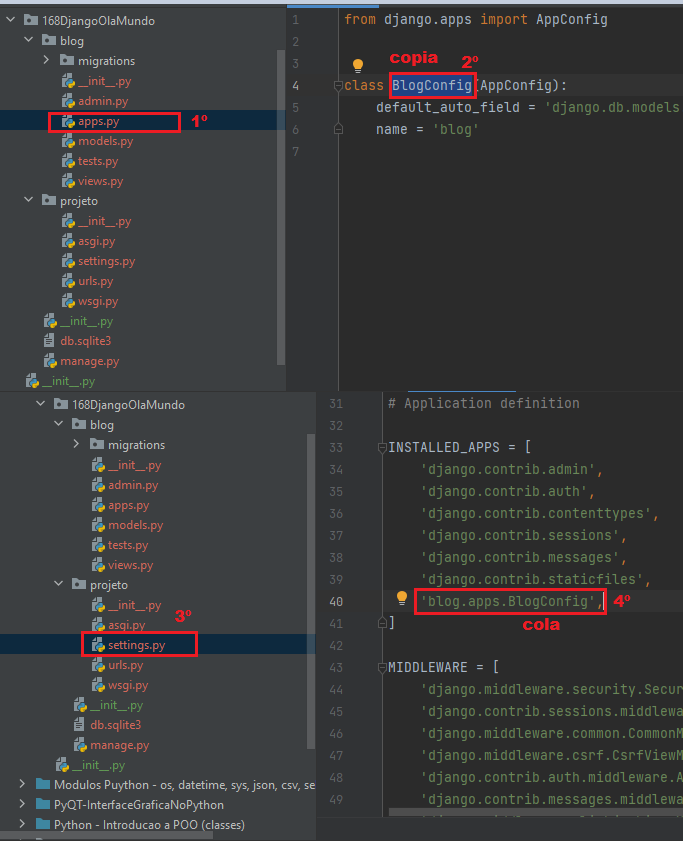 168DjangoOlaMundo
blog
migrations
__init__.py
admin.py
apps.py
1º
models.py
tests.py
views.py
projeto
__init__.py
asgi.py
settings.py
urls.py
wsgi.py
__init__.py
db.sqlite3
manage.py
__init__.py
1 from django.apps import AppConfig
2
3
copia 2º
4 class BlogConfig(AppConfig):
5 default_auto_field = 'django.db.models
6 name = 'blog'
7
168DjangoOlaMundo
blog
migrations
__init__.py
admin.py
apps.py
models.py
tests.py
views.py
projeto
__init__.py
asgi.py
3º
settings.py
urls.py
wsgi.py
__init__.py
db.sqlite3
manage.py
__init__.py
Modulos Puython - os, datetime, sys, json, csv, se
PyQT-InterfaceGraficaNoPython
Python - Introducao a POO (classes)
31 # Application definition
32
33 INSTALLED_APPS = [
34 'django.contrib.admin',
35 'django.contrib.auth',
36 'django.contrib.contenttypes',
37 'django.contrib.sessions',
38 'django.contrib.messages',
39 'django.contrib.staticfiles',
40 'blog.apps.BlogConfig', 4º
41 ]
cola
42
43 MIDDLEWARE = [
44 'django.middleware.security.Secur
45 'django.contrib.sessions.middlewa
46 'django.middleware.common.CommonM
47 'django.middleware.csrf.CsrfViewM
48 'django.contrib.auth.middleware.A
49 'django.contrib.messages.middlewa